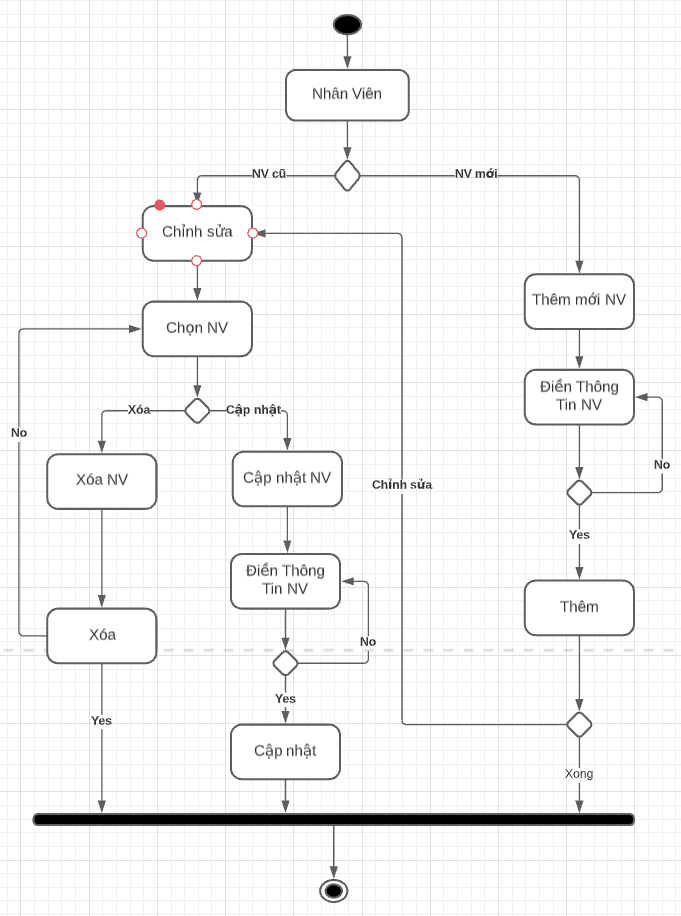 Nhân Viên
NV cũ
NV mới
Chỉnh sửa
Thêm mới NV
Chọn NV
Điền Thông
Tin NV
Xóa
Cập nhật
No
Xóa NV
Cập nhật NV
Chỉnh sửa
No
Yes
Điền Thông
Tin NV
Thêm
Xóa
No
Yes
Yes
Cập nhật
Xong